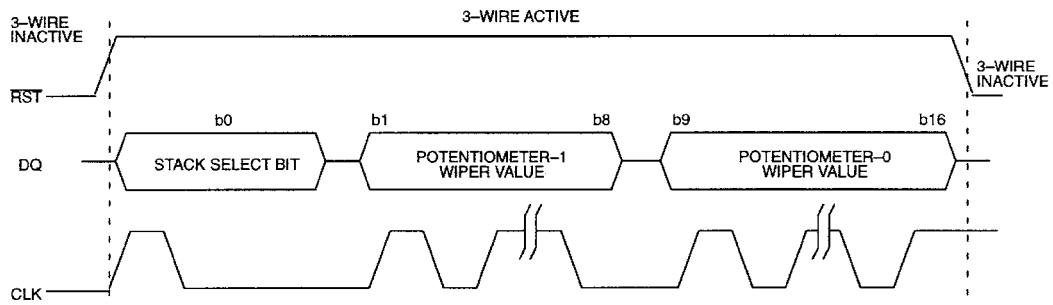 3–WIRE
INACTIVE
3–WIRE ACTIVE
3–WIRE
INACTIVE
RST
b0
b1
b8
b9
b16
DQ
STACK SELECT BIT
POTENTIOMETER–1
WIPER VALUE
POTENTIOMETER–0
WIPER VALUE
CLK